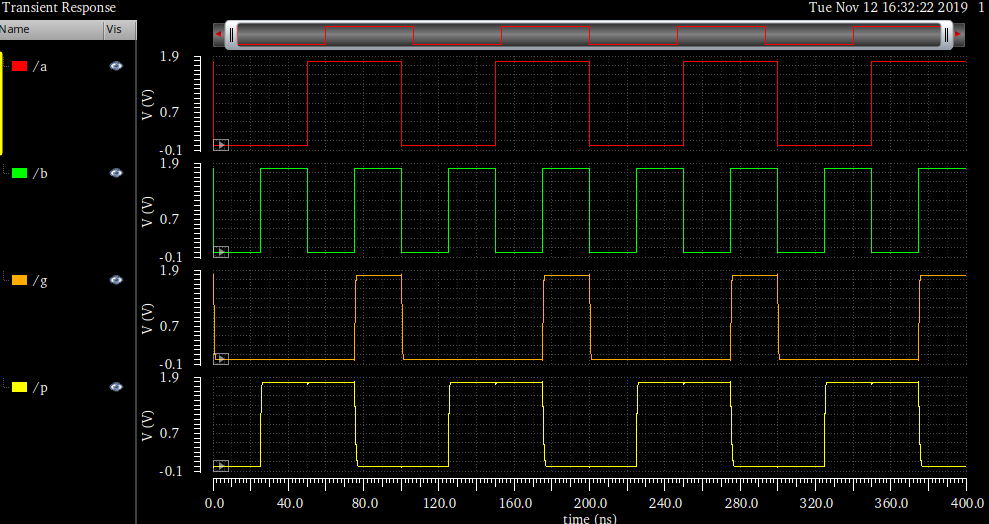 Transient Response Tue Nov 12 16:32:22 2019 1
Name Vis
/a
1.9
0.7
-0.1
V (V)
/b
1.9
0.7
-0.1
V (V)
/g
1.9
0.7
-0.1
V (V)
/p
1.9
0.7
-0.1
V (V)
0.0 40.0 80.0 120.0 160.0 200.0 240.0 280.0 320.0 360.0 400.0
time (ns)